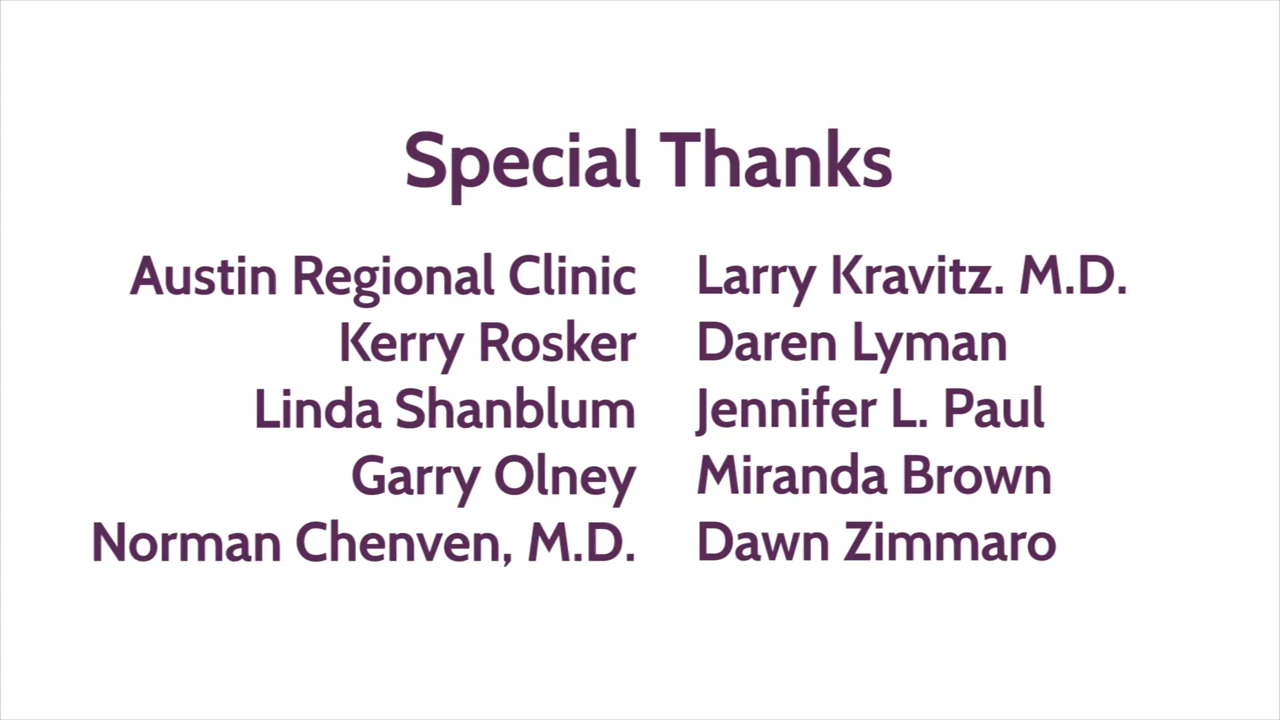 Special Thanks
Austin Regional Clinic
Kerry Rosker
Linda Shanblum
Garry Olney
Norman Chenven, M.D.
Larry Kravitz. M.D.
Daren Lyman
Jennifer L. Paul
Miranda Brown
Dawn Zimmaro